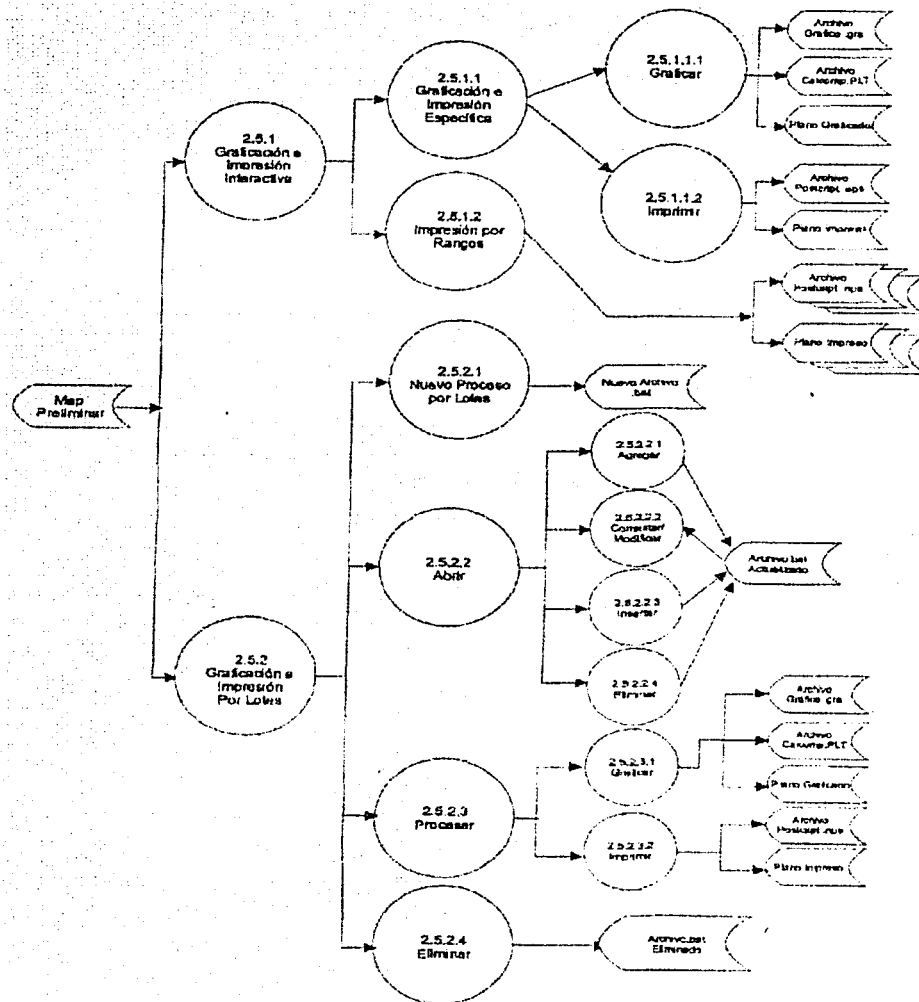 Map
Preliminar
2.5.1
Graficación e
Impresión
Interactiva
2.5.1.1
Graficación e
Impresión
Específica
2.5.1.1.1
Graficar
Archivo
Grafico .gra
Archivo
Calcomp.PLT
Plano Graficado
2.5.1.1.2
Imprimir
Archivo
Postcript .eps
Plano Impreso
2.5.1.2
Impresión por
Rangos
Archivo
Postcript .eps
Plano Impreso
2.5.2
Graficación e
Impresión
Por Lotes
2.5.2.1
Nuevo Proceso
por Lotes
Nuevo Archivo
.bat
2.5.2.2
Abrir
2.5.2.2.1
Agregar
2.5.2.2.2
Consultar/
Modificar
2.5.2.2.3
Insertar
2.5.2.2.4
Eliminar
Archivo.bat
Actualizado
2.5.2.3
Procesar
2.5.2.3.1
Graficar
Archivo
Grafico .gra
Archivo
Calcomp.PLT
Plano Graficado
2.5.2.3.2
Imprimir
Archivo
Postcript .eps
Plano Impreso
2.5.2.4
Eliminar
Archivo.bat
Eliminado